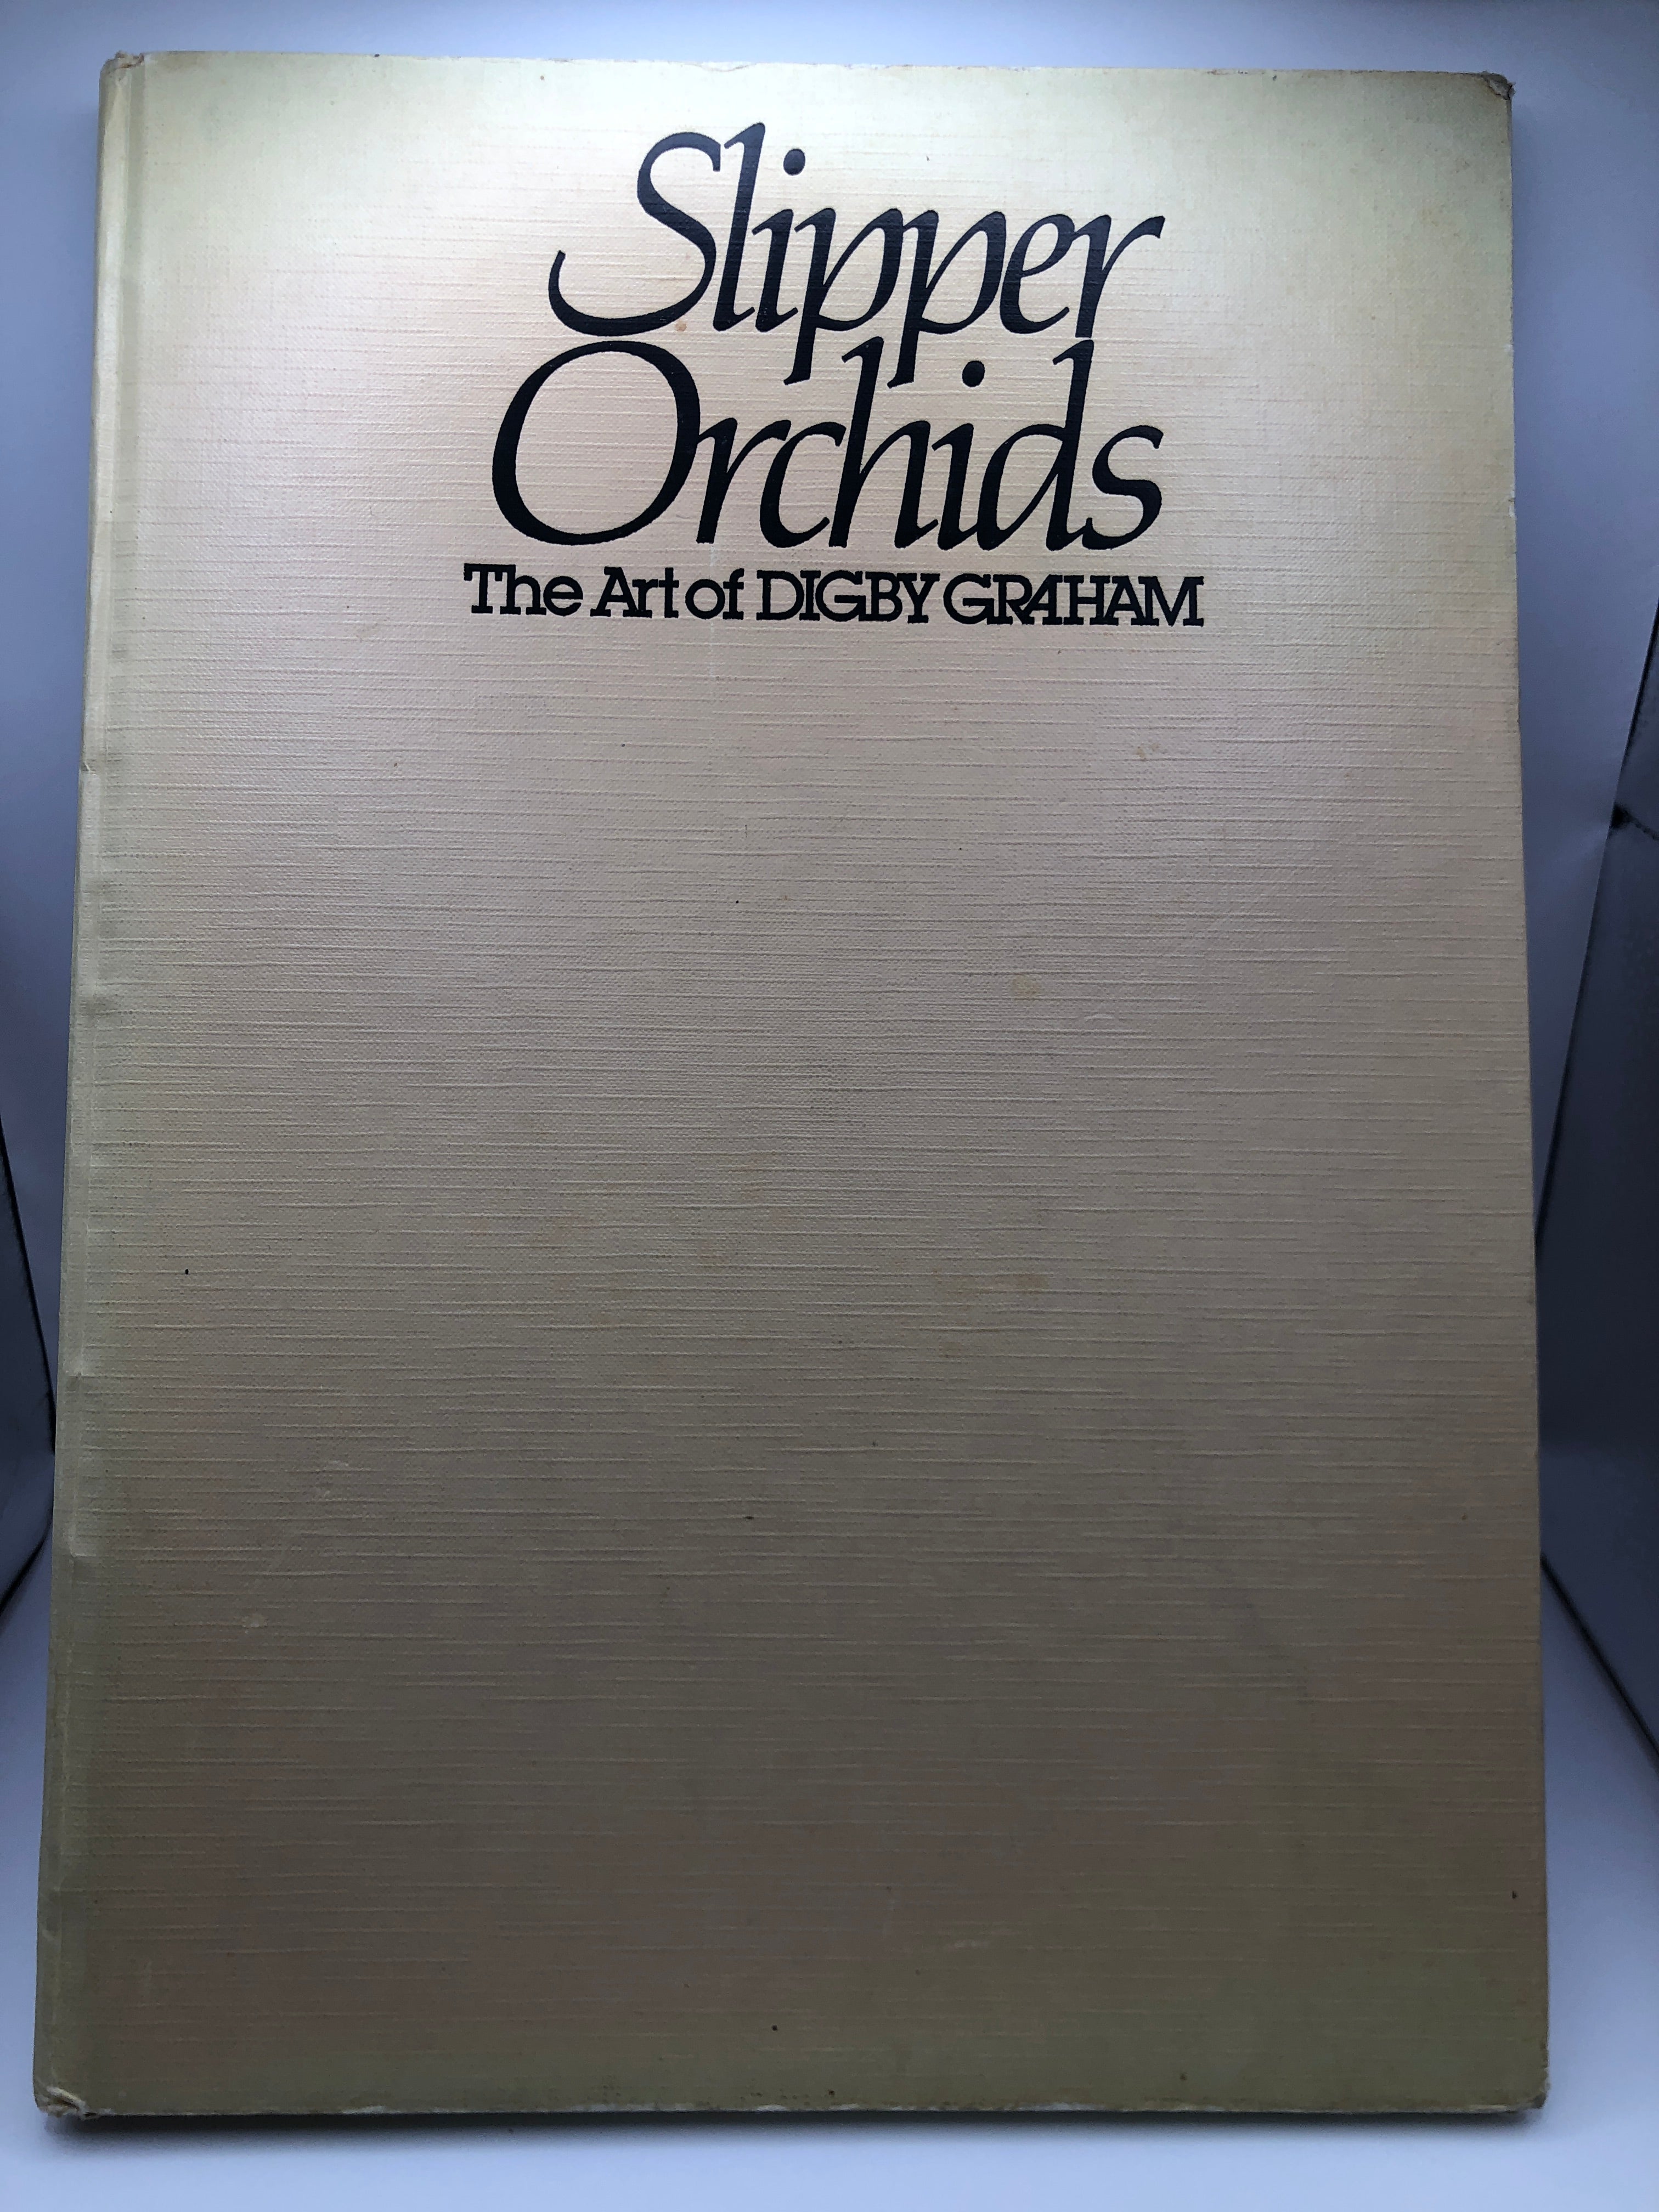 Slipper
Orchids
The Art of DIGBY GRAHAM